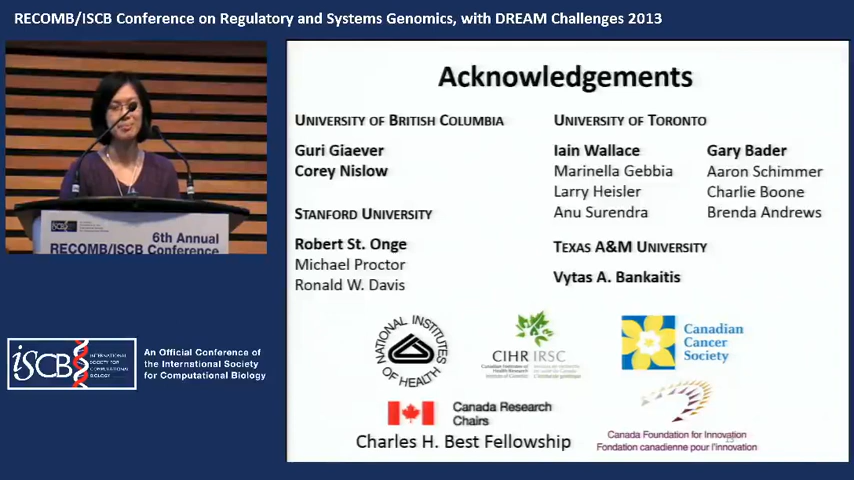 RECOMB/ISCB Conference on Regulatory and Systems Genomics, with DREAM Challenges 2013
6th Annual
RECOMB/ISCB Conference
ISCB
INTERNATIONAL
SOCIETY FOR
COMPUTATIONAL
BIOLOGY
An Official Conference of
the International Society
for Computational Biology
Acknowledgements
UNIVERSITY OF BRITISH COLUMBIA
Guri Giaever
Corey Nislow
STANFORD UNIVERSITY
Robert St. Onge
Michael Proctor
Ronald W. Davis
UNIVERSITY OF TORONTO
Iain Wallace
Marinella Gebbia
Larry Heisler
Anu Surendra
Gary Bader
Aaron Schimmer
Charlie Boone
Brenda Andrews
TEXAS A&M UNIVERSITY
Vytas A. Bankaitis
NATIONAL INSTITUTES
OF HEALTH
CIHR IRSC
Canadian Institutes of
Health Research
Canadian
Cancer
Society
Canada Research
Chairs
Charles H. Best Fellowship
Canada Foundation for Innovation
Fondation canadienne pour l'innovation